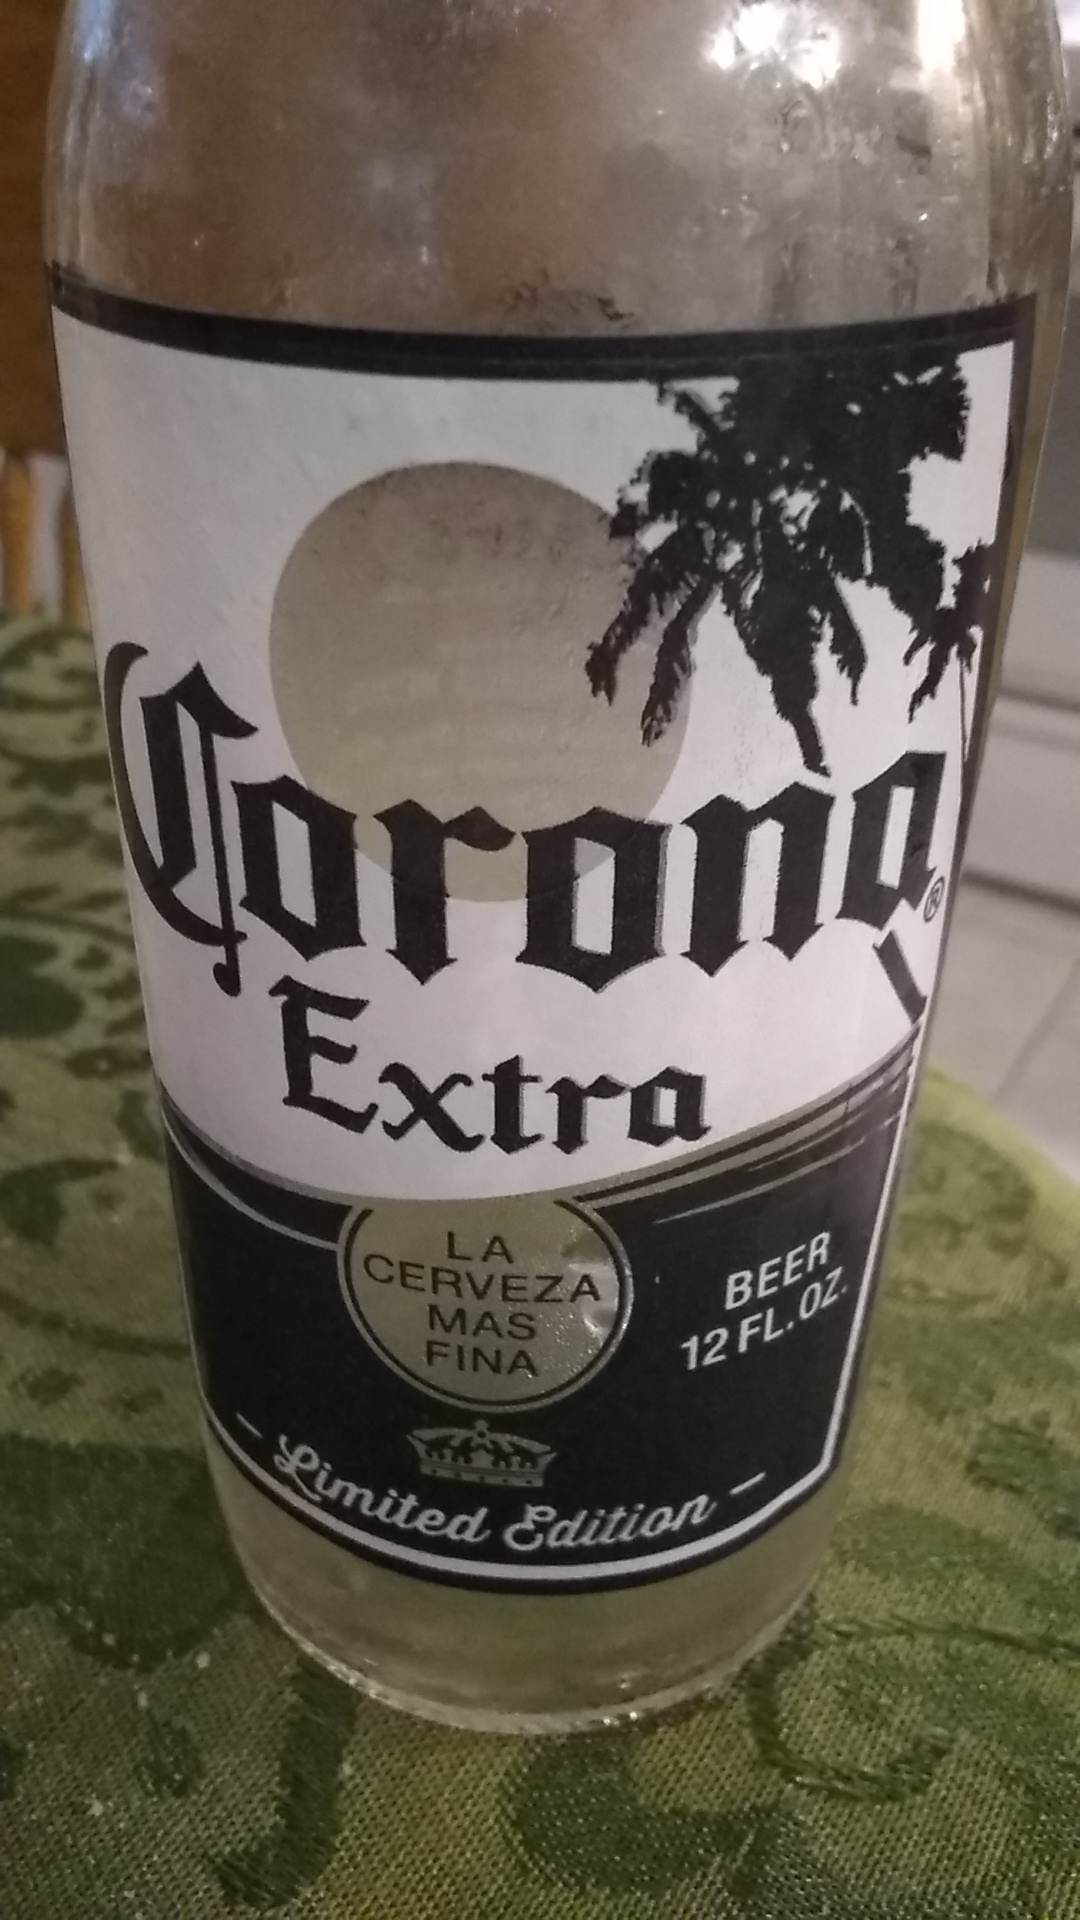 Corona®
Extra
LA
CERVEZA
MAS
FINA
BEER
12 FL.OZ.
Limited Edition